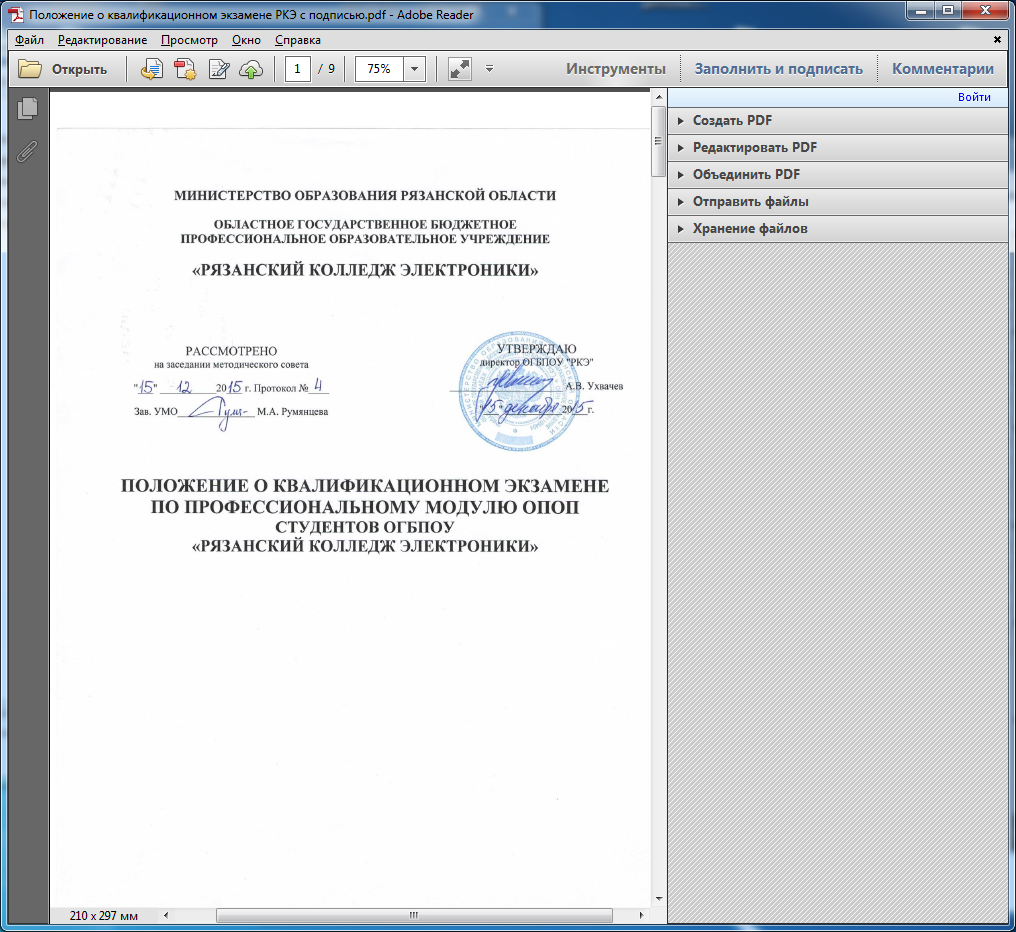 Положение о квалификационном экзамене РКЭ с подписью.pdf - Adobe Reader
Файл Редактирование Просмотр Окно Справка
Открыть 1 / 9 75% Инструменты Заполнить и подписать Комментарии
Войти
Создать PDF
Редактировать PDF
Объединить PDF
Отправить файлы
Хранение файлов
МИНИСТЕРСТВО ОБРАЗОВАНИЯ РЯЗАНСКОЙ ОБЛАСТИ
ОБЛАСТНОЕ ГОСУДАРСТВЕННОЕ БЮДЖЕТНОЕ
ПРОФЕССИОНАЛЬНОЕ ОБРАЗОВАТЕЛЬНОЕ УЧРЕЖДЕНИЕ
«РЯЗАНСКИЙ КОЛЛЕДЖ ЭЛЕКТРОНИКИ»
РАССМОТРЕНО
на заседании методического совета
"15" 12 2015 г. Протокол № 4
Зав. УМО М.А. Румянцева
УТВЕРЖДАЮ
директор ОГБПОУ "РКЭ"
А.В. Ухвачев
"15" декабря 2015г.
ПОЛОЖЕНИЕ О КВАЛИФИКАЦИОННОМ ЭКЗАМЕНЕ
ПО ПРОФЕССИОНАЛЬНОМУ МОДУЛЮ ОПОП
СТУДЕНТОВ ОГБПОУ
«РЯЗАНСКИЙ КОЛЛЕДЖ ЭЛЕКТРОНИКИ»
210 x 297 мм